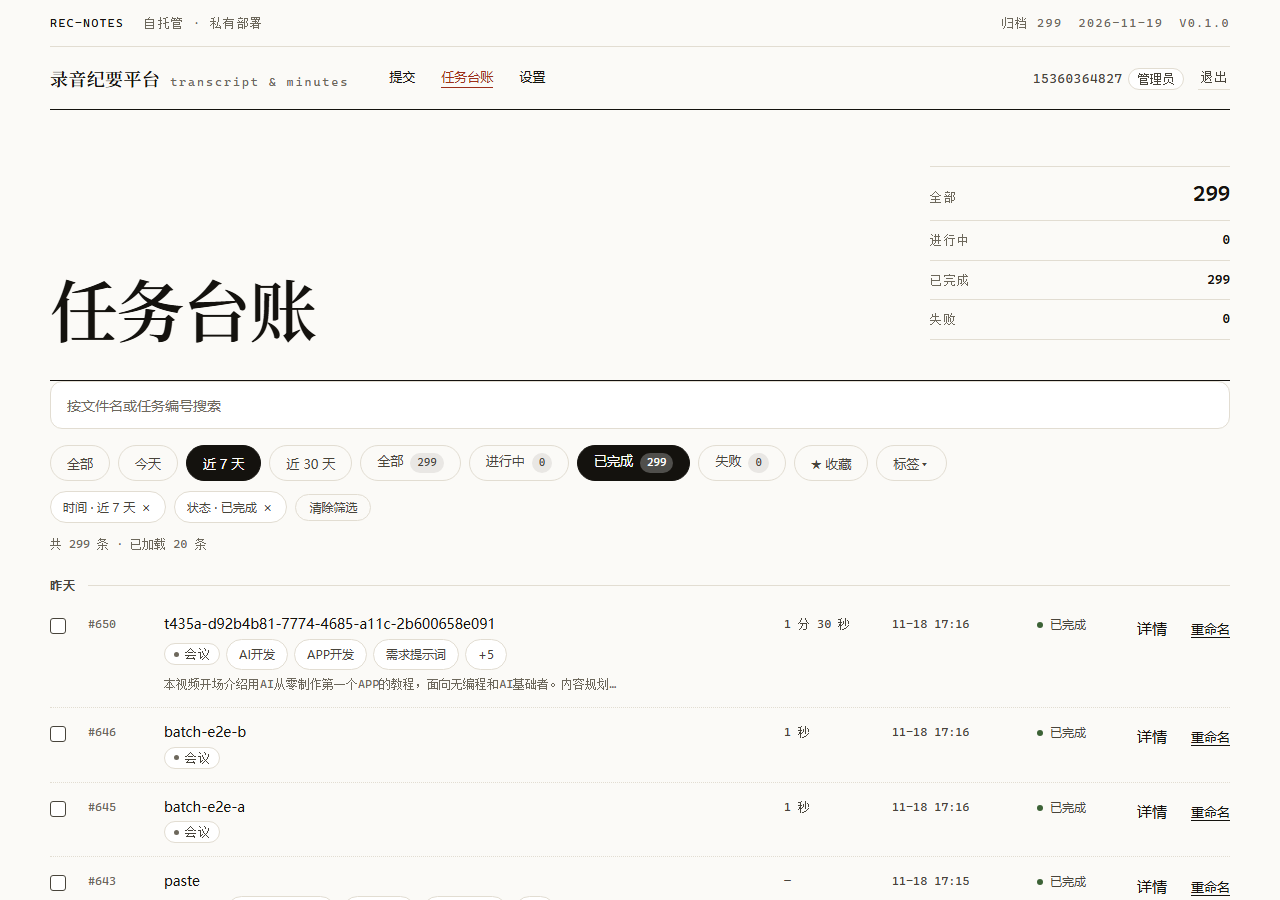 REC-NOTES 自托管 · 私有部署 归档 299 2026-11-19 V0.1.0
录音纪要平台 transcript & minutes 提交 任务台账 设置 15360364827 管理员 退出
全部 299
进行中 0
已完成 299
失败 0
任务台账
按文件名或任务编号搜索
全部 今天 近 7 天 近 30 天 全部 299 进行中 0 已完成 299 失败 0 ★ 收藏 标签 ▾
时间 · 近 7 天 × 状态 · 已完成 × 清除筛选
共 299 条 · 已加载 20 条
昨天
#650 t435a-d92b4b81-7774-4685-a11c-2b600658e091 1 分 30 秒 11-18 17:16 已完成 详情 重命名
会议 AI开发 APP开发 需求提示词 +5
本视频开场介绍用AI从零制作第一个APP的教程，面向无编程和AI基础者。内容规划…
#646 batch-e2e-b 1 秒 11-18 17:16 已完成 详情 重命名
会议
#645 batch-e2e-a 1 秒 11-18 17:16 已完成 详情 重命名
会议
#643 paste — 11-18 17:15 已完成 详情 重命名